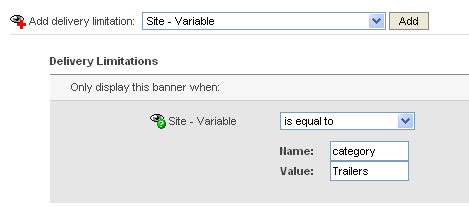 Add delivery limitation: Site - Variable Add
Delivery Limitations
Only display this banner when:
Site - Variable is equal to
Name: category
Value: Trailers